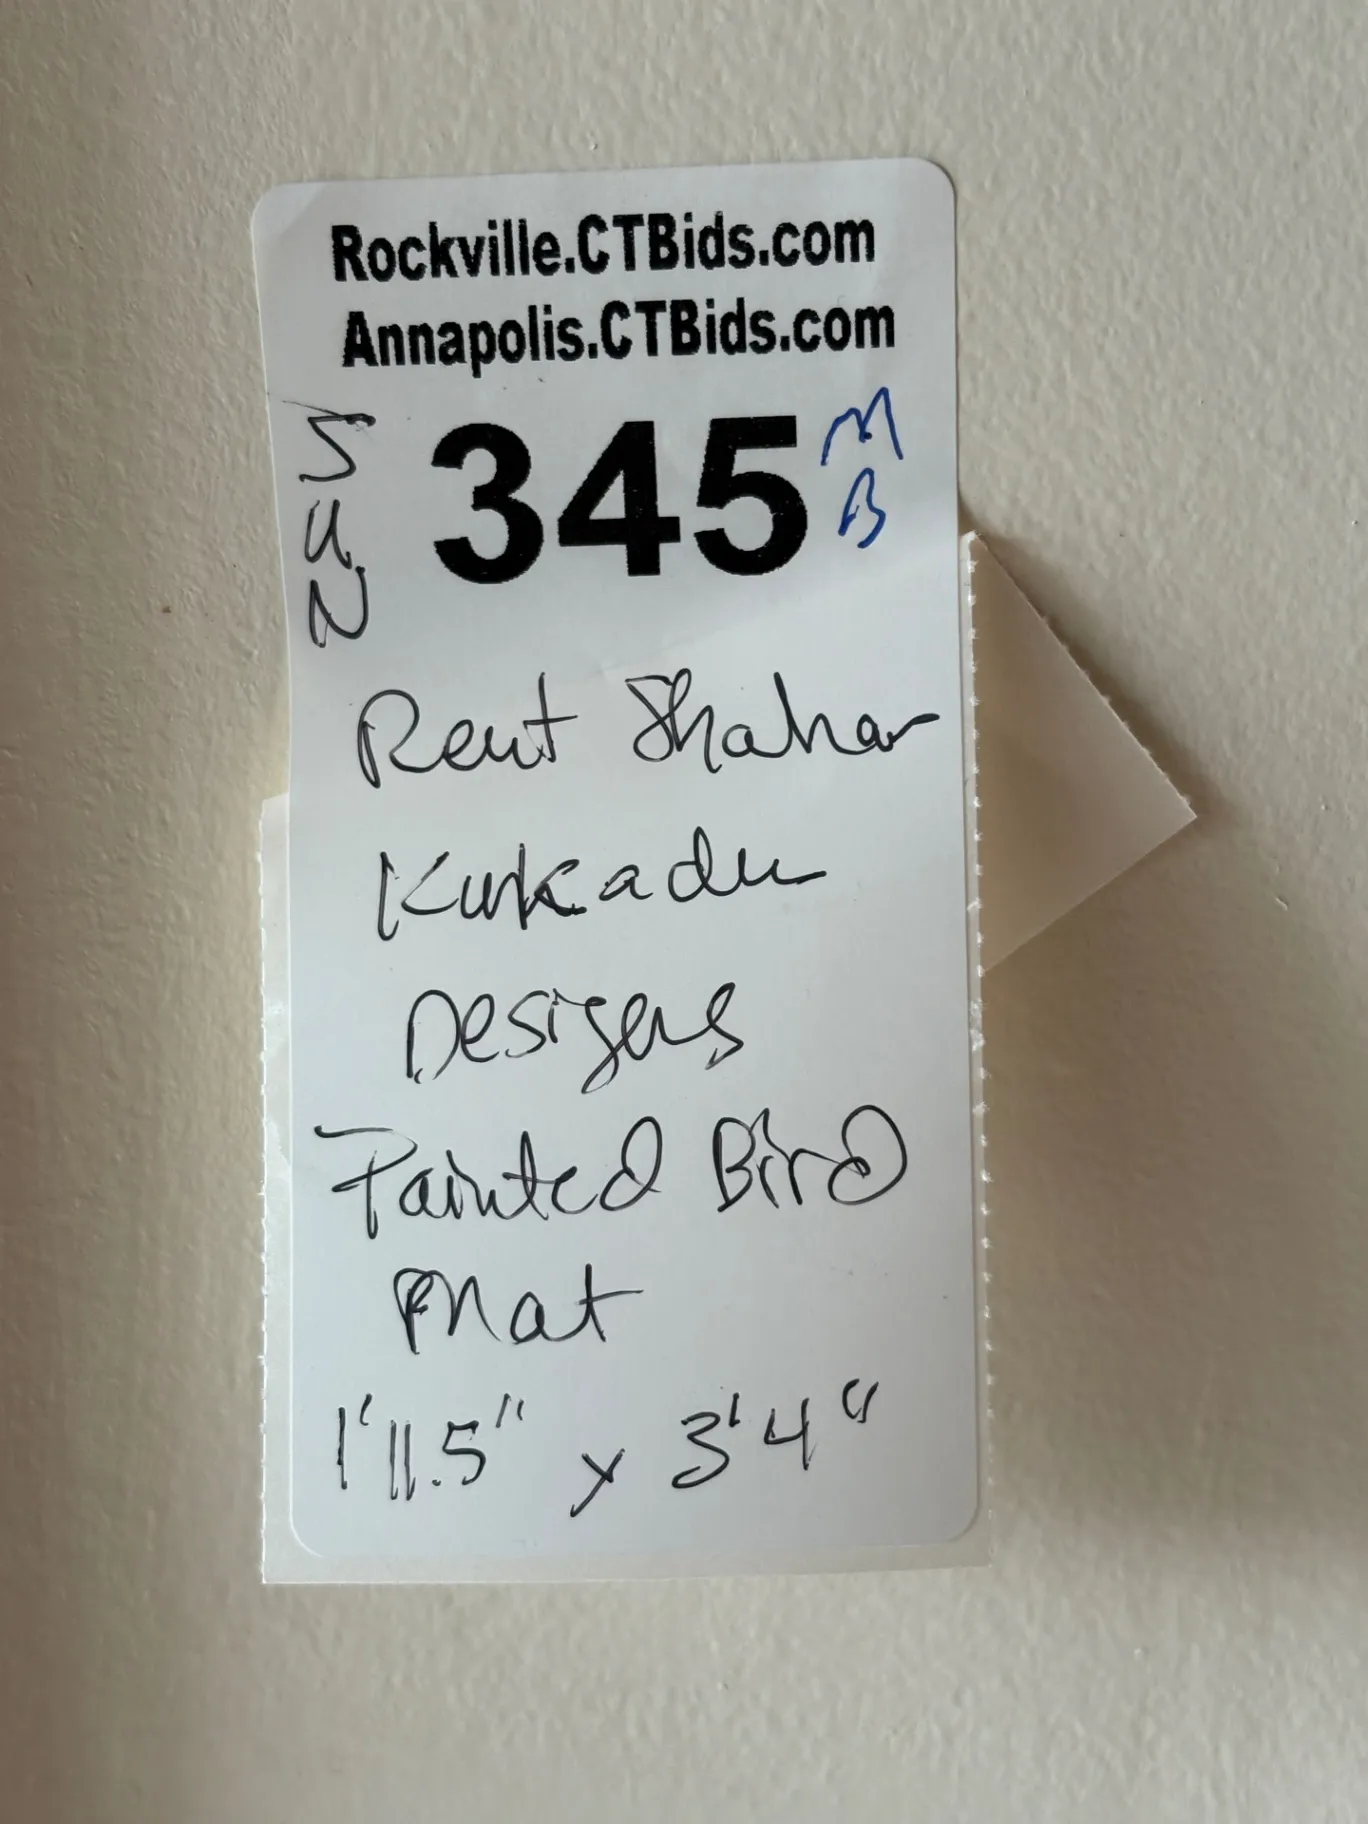 Rockville.CTBids.com
Annapolis.CTBids.com
SUN
345
MB
Reut Shahar
Kukadu
Designs
Painted Bird
Mat
1'11.5" x 3'4"